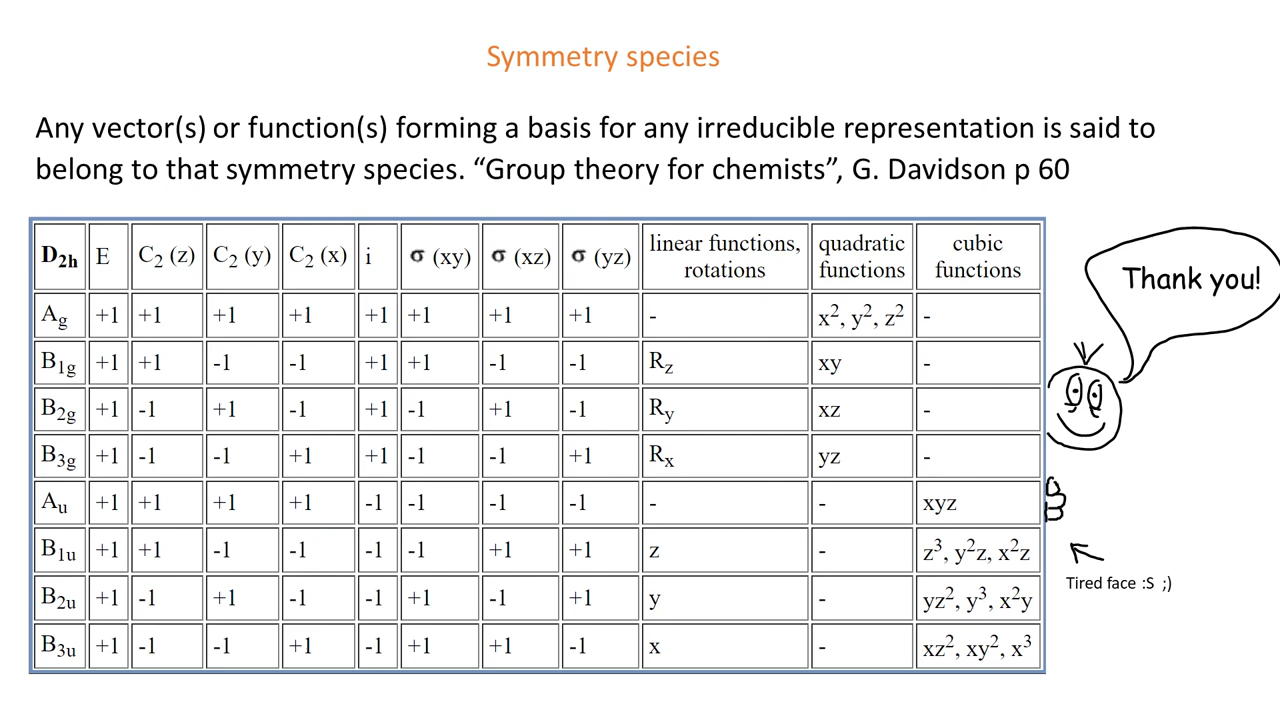 Symmetry species
Any vector(s) or function(s) forming a basis for any irreducible representation is said to
belong to that symmetry species. “Group theory for chemists”, G. Davidson p 60
D2h E C2 (z) C2 (y) C2 (x) i σ (xy) σ (xz) σ (yz) linear functions, rotations quadratic functions cubic functions
Ag +1 +1 +1 +1 +1 +1 +1 +1 - x², y², z² -
B1g +1 +1 -1 -1 +1 +1 -1 -1 Rz xy -
B2g +1 -1 +1 -1 +1 -1 +1 -1 Ry xz -
B3g +1 -1 -1 +1 +1 -1 -1 +1 Rx yz -
Au +1 +1 +1 +1 -1 -1 -1 -1 - - xyz
B1u +1 +1 -1 -1 -1 -1 +1 +1 z - z³, y²z, x²z
B2u +1 -1 +1 -1 -1 +1 -1 +1 y - yz², y³, x²y
B3u +1 -1 -1 +1 -1 +1 +1 -1 x - xz², xy², x³
Thank you!
Tired face :S ;)